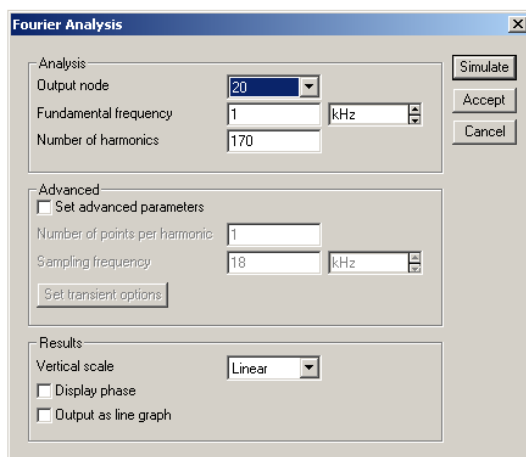 Fourier Analysis
Analysis
Output node 20
Fundamental frequency 1 kHz
Number of harmonics 170
Simulate
Accept
Cancel
Advanced
Set advanced parameters
Number of points per harmonic 1
Sampling frequency 18 kHz
Set transient options
Results
Vertical scale Linear
Display phase
Output as line graph